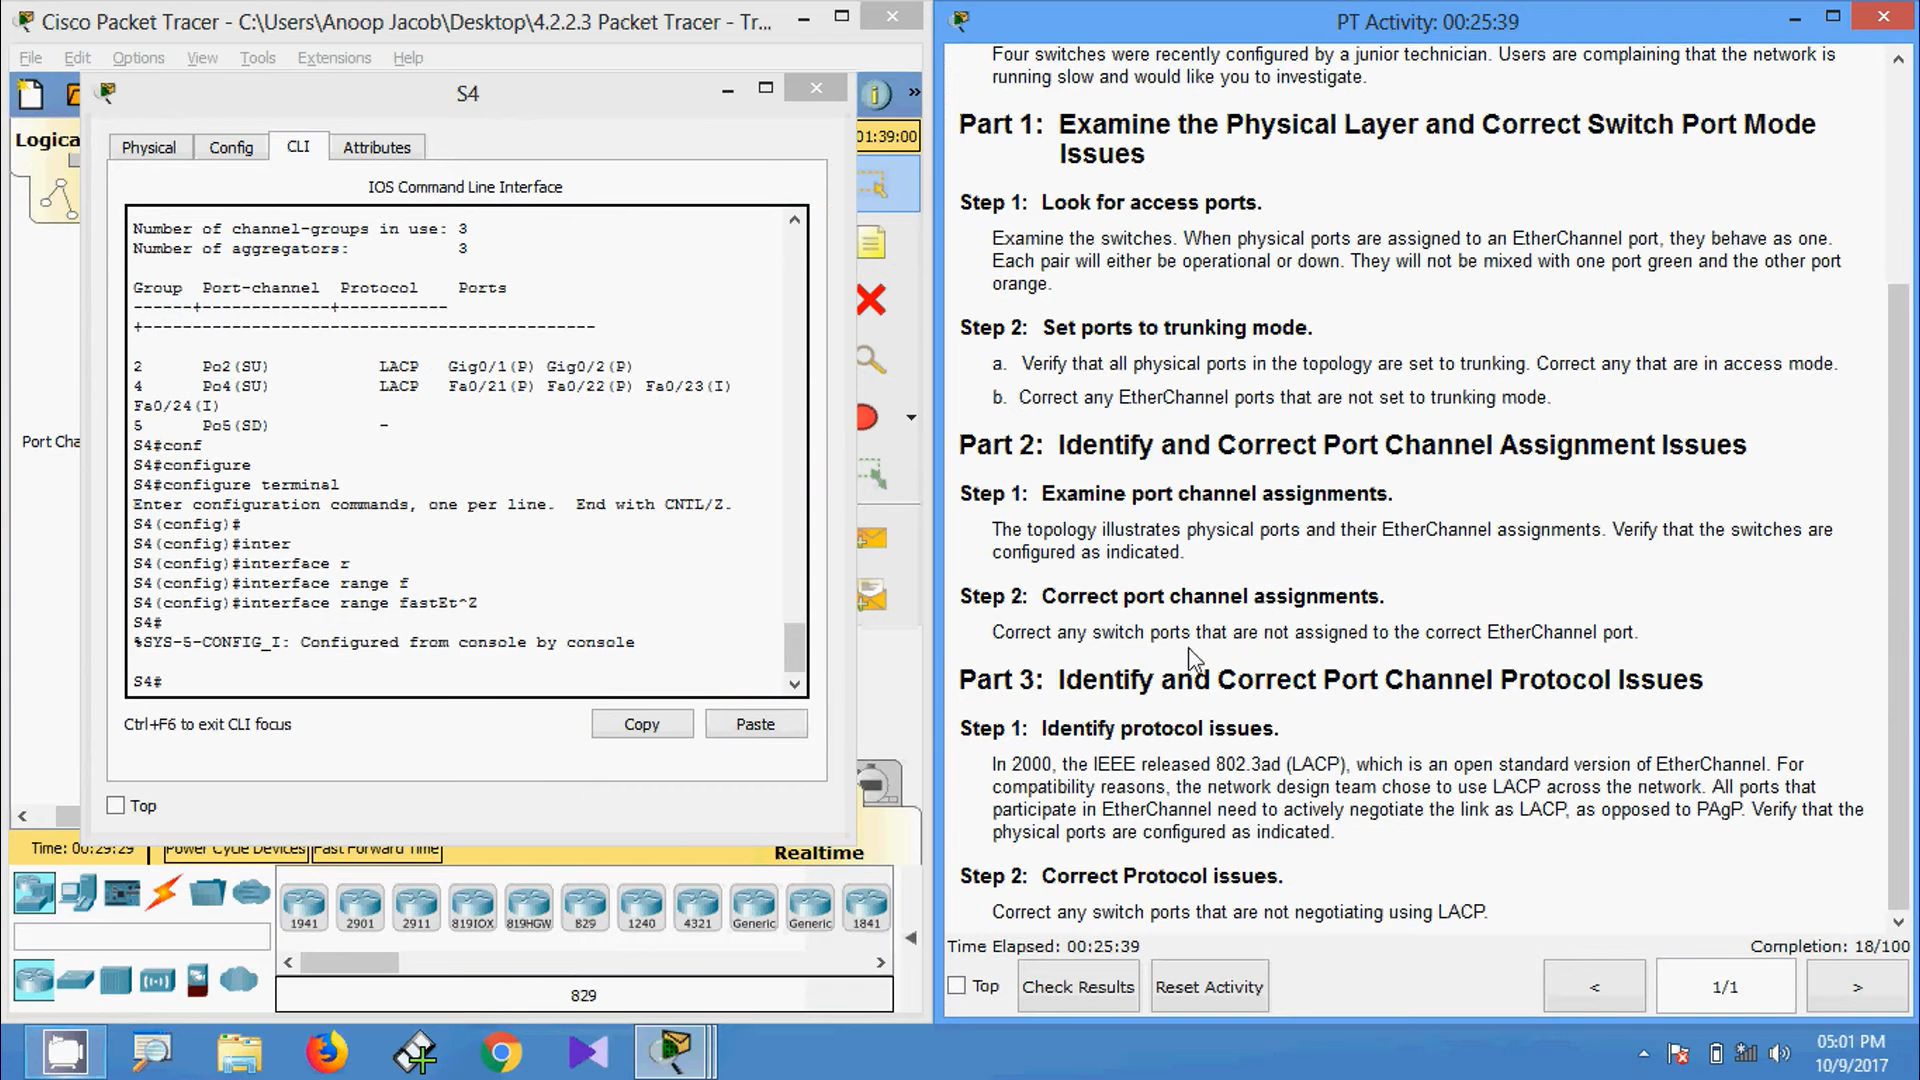 Cisco Packet Tracer - C:\Users\Anoop Jacob\Desktop\4.2.2.3 Packet Tracer - Tr...
File Edit Options View Tools Extensions Help
Logica
01:39:00
Port Cha
S4
Physical Config CLI Attributes
IOS Command Line Interface
Number of channel-groups in use: 3
Number of aggregators: 3
Group Port-channel Protocol Ports
------+-------------+-----------
+----------------------------------------------
2 Po2(SU) LACP Gig0/1(P) Gig0/2(P)
4 Po4(SU) LACP Fa0/21(P) Fa0/22(P) Fa0/23(I)
Fa0/24(I)
5 Po5(SD) -
S4#conf
S4#configure
S4#configure terminal
Enter configuration commands, one per line. End with CNTL/Z.
S4(config)#
S4(config)#inter
S4(config)#interface r
S4(config)#interface range f
S4(config)#interface range fastEt^Z
S4#
%SYS-5-CONFIG_I: Configured from console by console
S4#
Ctrl+F6 to exit CLI focus
Copy
Paste
Top
Time: 00:29:29
Power Cycle Devices
Fast Forward Time
Realtime
1941 2901 2911 819IOX 819HGW 829 1240 4321 Generic Generic 1841
829
PT Activity: 00:25:39
Four switches were recently configured by a junior technician. Users are complaining that the network is
running slow and would like you to investigate.
Part 1: Examine the Physical Layer and Correct Switch Port Mode
Issues
Step 1: Look for access ports.
Examine the switches. When physical ports are assigned to an EtherChannel port, they behave as one.
Each pair will either be operational or down. They will not be mixed with one port green and the other port
orange.
Step 2: Set ports to trunking mode.
a. Verify that all physical ports in the topology are set to trunking. Correct any that are in access mode.
b. Correct any EtherChannel ports that are not set to trunking mode.
Part 2: Identify and Correct Port Channel Assignment Issues
Step 1: Examine port channel assignments.
The topology illustrates physical ports and their EtherChannel assignments. Verify that the switches are
configured as indicated.
Step 2: Correct port channel assignments.
Correct any switch ports that are not assigned to the correct EtherChannel port.
Part 3: Identify and Correct Port Channel Protocol Issues
Step 1: Identify protocol issues.
In 2000, the IEEE released 802.3ad (LACP), which is an open standard version of EtherChannel. For
compatibility reasons, the network design team chose to use LACP across the network. All ports that
participate in EtherChannel need to actively negotiate the link as LACP, as opposed to PAgP. Verify that the
physical ports are configured as indicated.
Step 2: Correct Protocol issues.
Correct any switch ports that are not negotiating using LACP.
Time Elapsed: 00:25:39
Completion: 18/100
Top
Check Results
Reset Activity
<
1/1
>
05:01 PM
10/9/2017